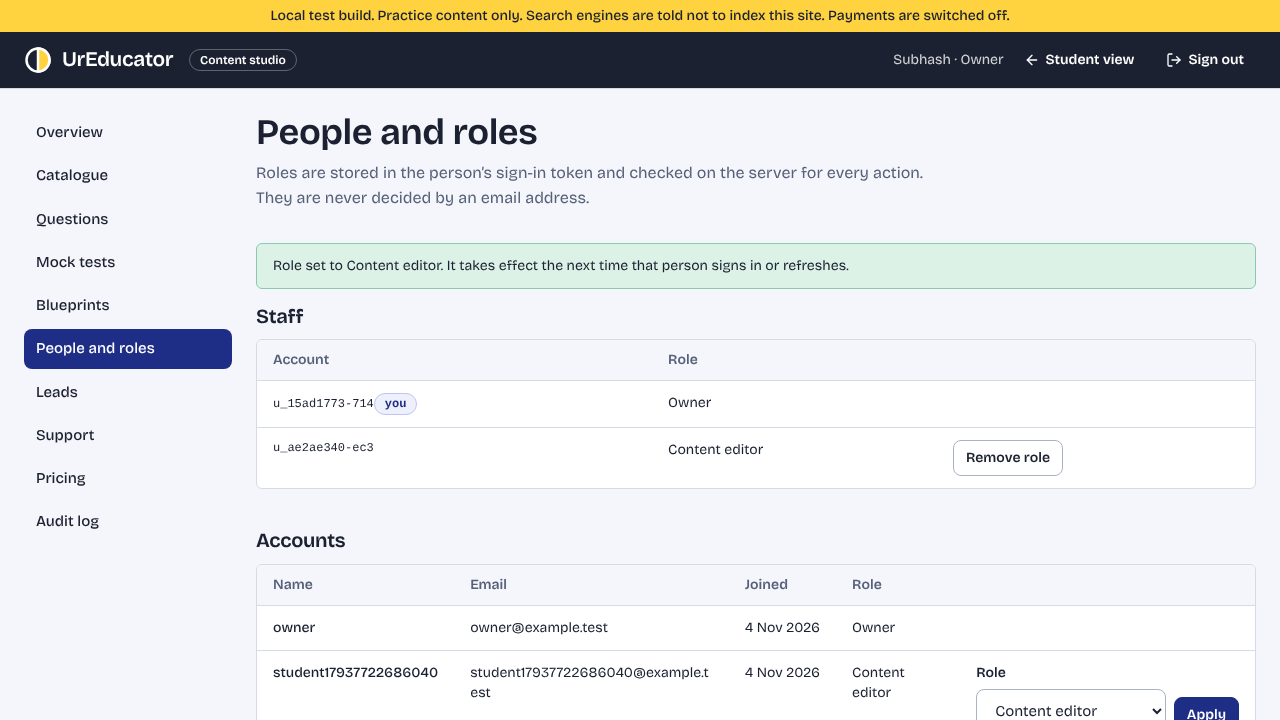 Local test build. Practice content only. Search engines are told not to index this site. Payments are switched off.
UrEducator
Content studio
Subhash · Owner
Student view
Sign out
Overview
Catalogue
Questions
Mock tests
Blueprints
People and roles
Leads
Support
Pricing
Audit log
People and roles
Roles are stored in the person's sign-in token and checked on the server for every action.
They are never decided by an email address.
Role set to Content editor. It takes effect the next time that person signs in or refreshes.
Staff
Account Role
u_15ad1773-714 you Owner
u_ae2ae340-ec3 Content editor Remove role
Accounts
Name Email Joined Role
owner owner@example.test 4 Nov 2026 Owner
student17937722686040 student17937722686040@example.t 4 Nov 2026 Content Role
est editor
Content editor Apply